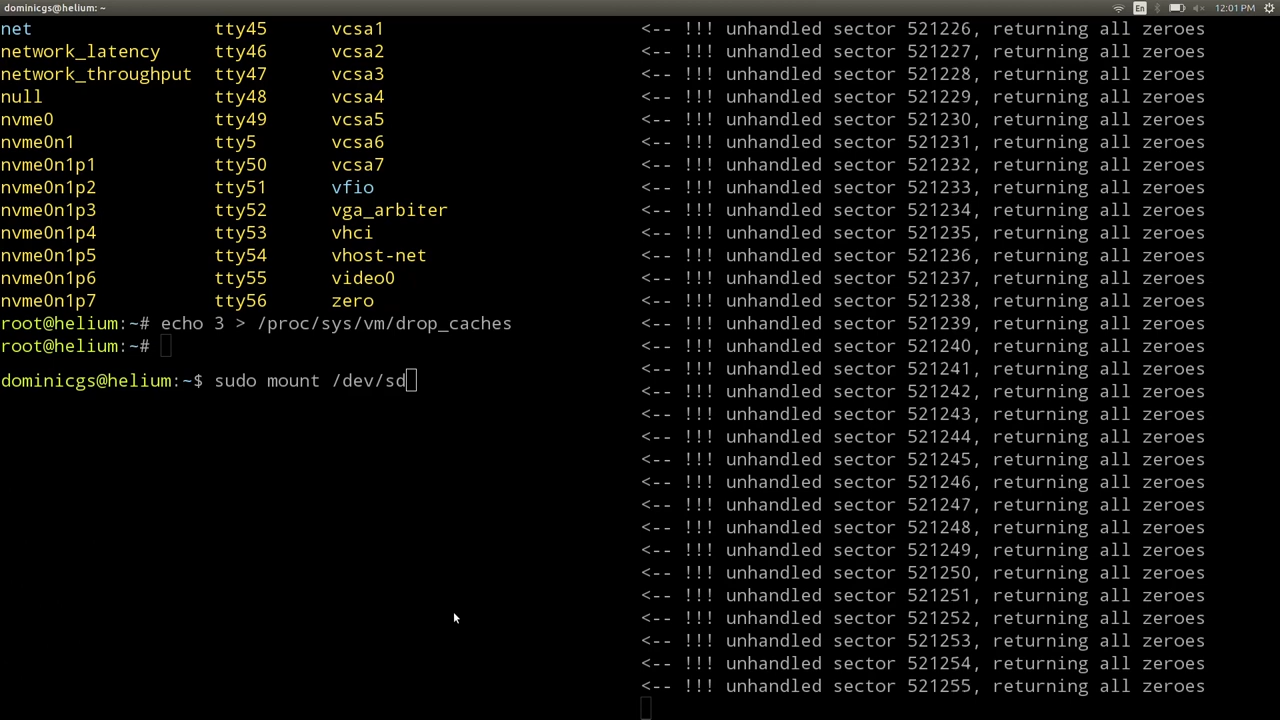 dominicgs@helium: ~
En
12:01 PM
net tty45 vcsa1
network_latency tty46 vcsa2
network_throughput tty47 vcsa3
null tty48 vcsa4
nvme0 tty49 vcsa5
nvme0n1 tty5 vcsa6
nvme0n1p1 tty50 vcsa7
nvme0n1p2 tty51 vfio
nvme0n1p3 tty52 vga_arbiter
nvme0n1p4 tty53 vhci
nvme0n1p5 tty54 vhost-net
nvme0n1p6 tty55 video0
nvme0n1p7 tty56 zero
root@helium:~# echo 3 > /proc/sys/vm/drop_caches
root@helium:~#
dominicgs@helium:~$ sudo mount /dev/sd
<-- !!! unhandled sector 521226, returning all zeroes
<-- !!! unhandled sector 521227, returning all zeroes
<-- !!! unhandled sector 521228, returning all zeroes
<-- !!! unhandled sector 521229, returning all zeroes
<-- !!! unhandled sector 521230, returning all zeroes
<-- !!! unhandled sector 521231, returning all zeroes
<-- !!! unhandled sector 521232, returning all zeroes
<-- !!! unhandled sector 521233, returning all zeroes
<-- !!! unhandled sector 521234, returning all zeroes
<-- !!! unhandled sector 521235, returning all zeroes
<-- !!! unhandled sector 521236, returning all zeroes
<-- !!! unhandled sector 521237, returning all zeroes
<-- !!! unhandled sector 521238, returning all zeroes
<-- !!! unhandled sector 521239, returning all zeroes
<-- !!! unhandled sector 521240, returning all zeroes
<-- !!! unhandled sector 521241, returning all zeroes
<-- !!! unhandled sector 521242, returning all zeroes
<-- !!! unhandled sector 521243, returning all zeroes
<-- !!! unhandled sector 521244, returning all zeroes
<-- !!! unhandled sector 521245, returning all zeroes
<-- !!! unhandled sector 521246, returning all zeroes
<-- !!! unhandled sector 521247, returning all zeroes
<-- !!! unhandled sector 521248, returning all zeroes
<-- !!! unhandled sector 521249, returning all zeroes
<-- !!! unhandled sector 521250, returning all zeroes
<-- !!! unhandled sector 521251, returning all zeroes
<-- !!! unhandled sector 521252, returning all zeroes
<-- !!! unhandled sector 521253, returning all zeroes
<-- !!! unhandled sector 521254, returning all zeroes
<-- !!! unhandled sector 521255, returning all zeroes